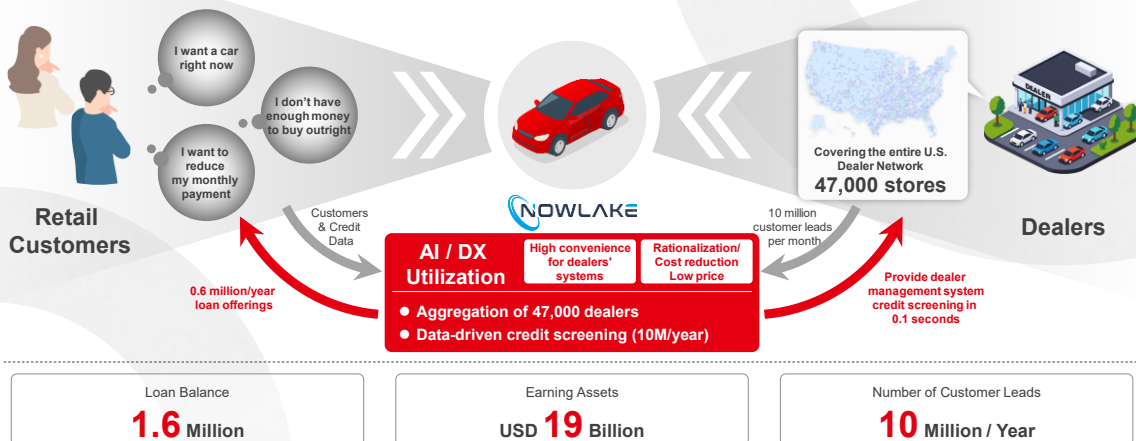 I want a car
right now
I don't have
enough money
to buy outright
I want to
reduce
my monthly
payment
Retail
Customers
Covering the entire U.S.
Dealer Network
47,000 stores
DEALER
Dealers
NOWLAKE
Customers
& Credit
Data
10 million
customer leads
per month
0.6 million/year
loan offerings
AI / DX
Utilization
High convenience
for dealers'
systems
Rationalization/
Cost reduction
Low price
● Aggregation of 47,000 dealers
● Data-driven credit screening (10M/year)
Provide dealer
management system
credit screening in
0.1 seconds
Loan Balance
1.6 Million
Earning Assets
USD 19 Billion
Number of Customer Leads
10 Million / Year